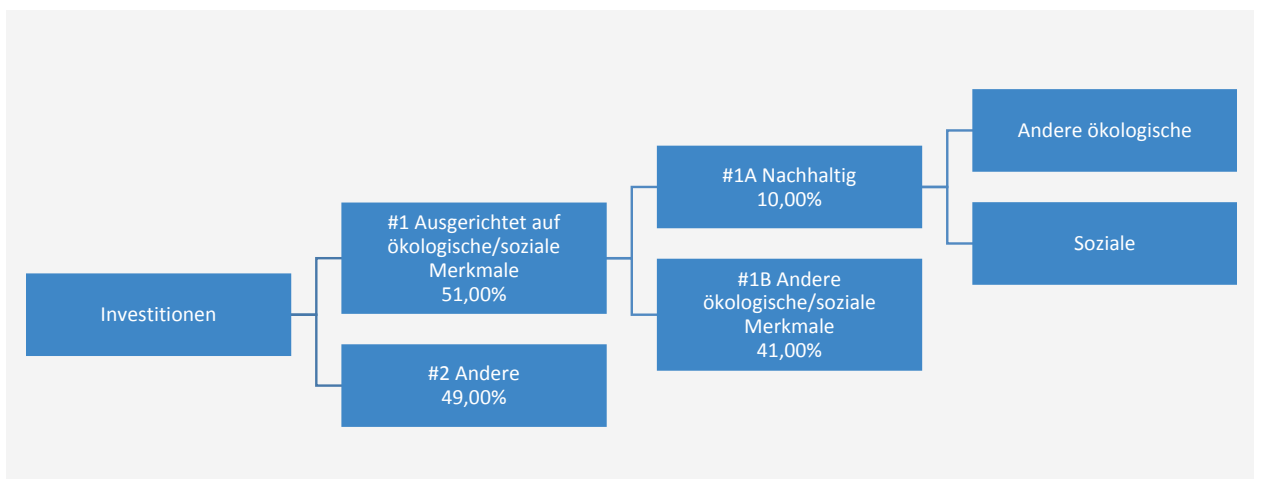 Investitionen
#1 Ausgerichtet auf
ökologische/soziale
Merkmale
51,00%
#2 Andere
49,00%
#1A Nachhaltig
10,00%
#1B Andere
ökologische/soziale
Merkmale
41,00%
Andere ökologische
Soziale